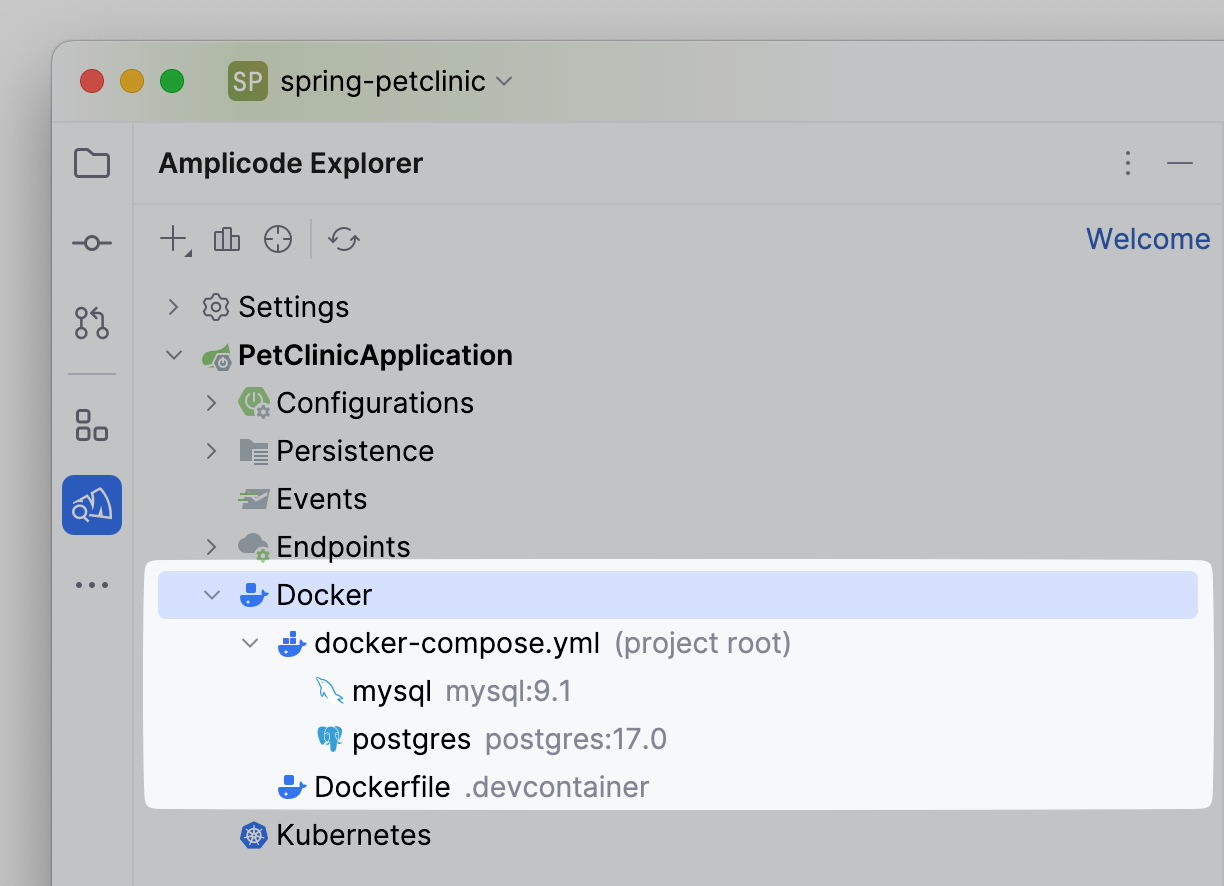 SP spring-petclinic
Amplicode Explorer
Welcome
Settings
PetClinicApplication
Configurations
Persistence
Events
Endpoints
Docker
docker-compose.yml (project root)
mysql mysql:9.1
postgres postgres:17.0
Dockerfile .devcontainer
Kubernetes